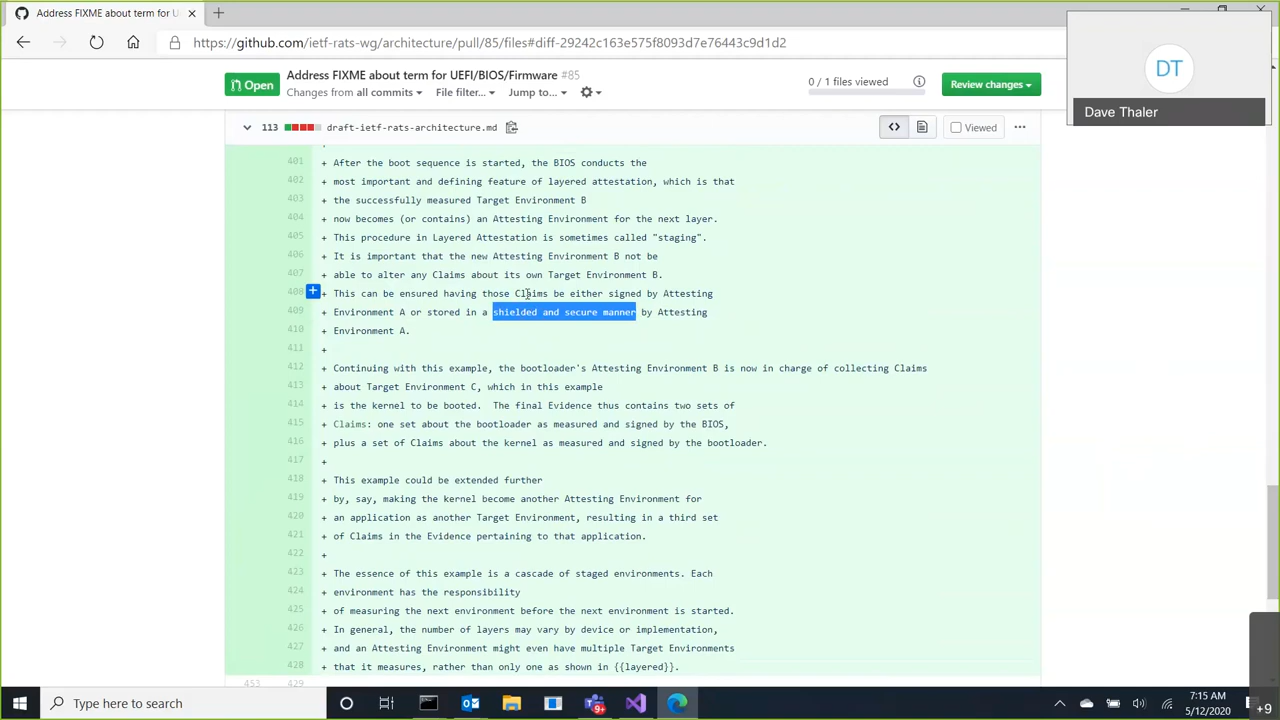 Address FIXME about term for U
https://github.com/ietf-rats-wg/architecture/pull/85/files#diff-29242c163e575f8093d7e76443c9d1d2
DT
Dave Thaler
Open
Address FIXME about term for UEFI/BIOS/Firmware #85
Changes from all commits
File filter...
Jump to...
0 / 1 files viewed
Review changes
113
draft-ietf-rats-architecture.md
Viewed
401 + After the boot sequence is started, the BIOS conducts the
402 + most important and defining feature of layered attestation, which is that
403 + the successfully measured Target Environment B
404 + now becomes (or contains) an Attesting Environment for the next layer.
405 + This procedure in Layered Attestation is sometimes called "staging".
406 + It is important that the new Attesting Environment B not be
407 + able to alter any Claims about its own Target Environment B.
408 + This can be ensured having those Claims be either signed by Attesting
409 + Environment A or stored in a shielded and secure manner by Attesting
410 + Environment A.
411 +
412 + Continuing with this example, the bootloader's Attesting Environment B is now in charge of collecting Claims
413 + about Target Environment C, which in this example
414 + is the kernel to be booted.  The final Evidence thus contains two sets of
415 + Claims: one set about the bootloader as measured and signed by the BIOS,
416 + plus a set of Claims about the kernel as measured and signed by the bootloader.
417 +
418 + This example could be extended further
419 + by, say, making the kernel become another Attesting Environment for
420 + an application as another Target Environment, resulting in a third set
421 + of Claims in the Evidence pertaining to that application.
422 +
423 + The essence of this example is a cascade of staged environments. Each
424 + environment has the responsibility
425 + of measuring the next environment before the next environment is started.
426 + In general, the number of layers may vary by device or implementation,
427 + and an Attesting Environment might even have multiple Target Environments
428 + that it measures, rather than only one as shown in {{layered}}.
453 429
Type here to search
9+
7:15 AM
5/12/2020
+9